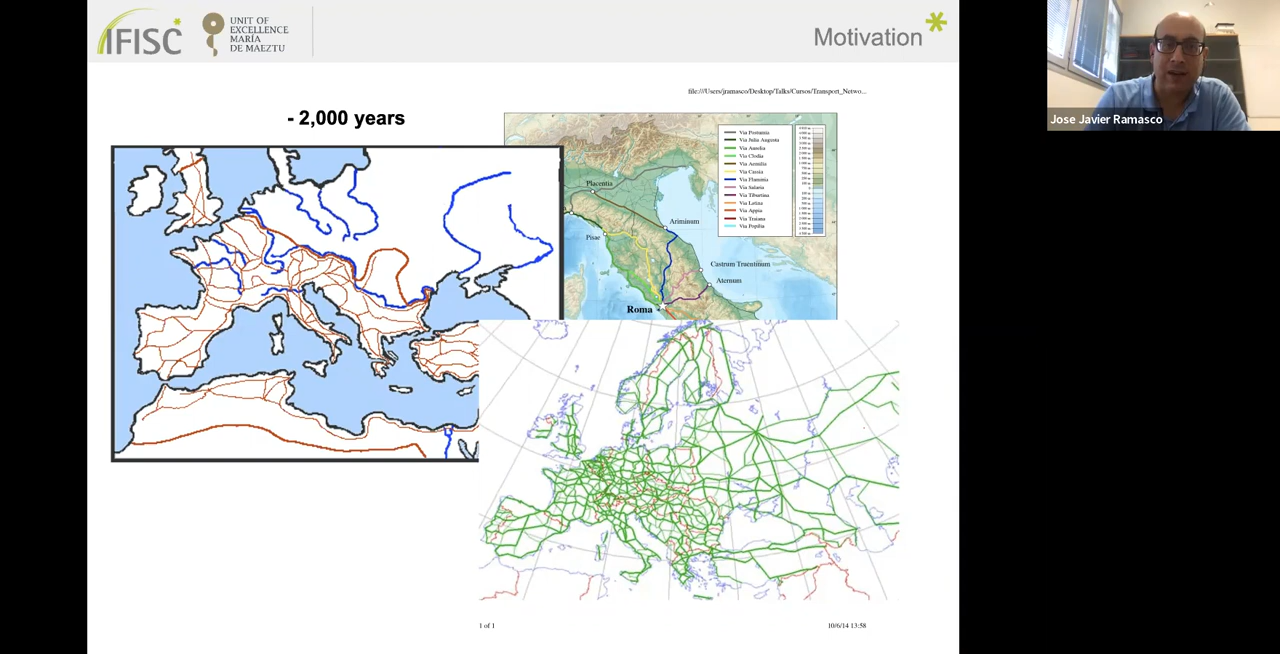 IFISC
UNIT OF
EXCELLENCE
MARÍA
DE MAEZTU
Motivation
Jose Javier Ramasco
file:///Users/jramasco/Desktop/Talks/Cursos/Transport_Netwo...
- 2,000 years
Via Postumia
Via Julia Augusta
Via Aurelia
Via Clodia
Via Aemilia
Via Cassia
Via Flaminia
Via Salaria
Via Tiburtina
Via Latina
Via Appia
Via Traiana
Via Popilia
Placentia
Ariminum
Pisae
Castrum Truentinum
Aternum
Roma
1 of 1
10/6/14 13:58